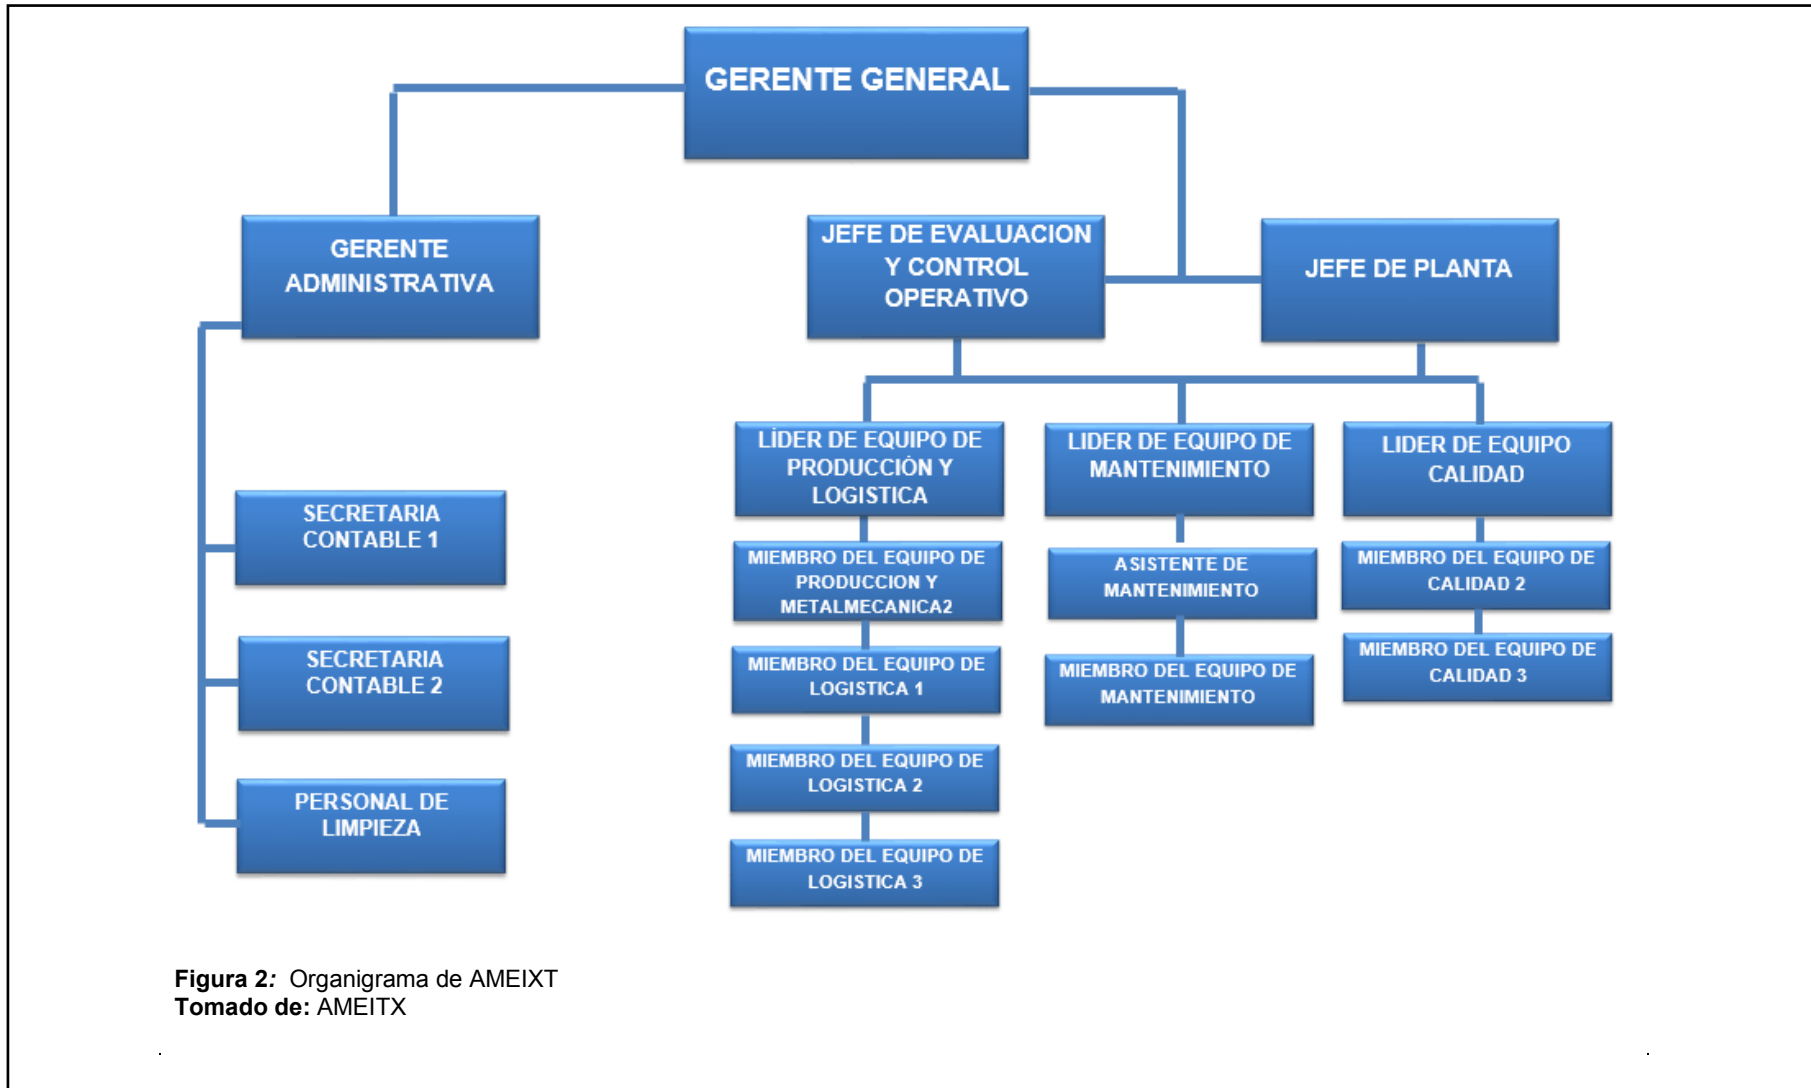 GERENTE GENERAL
GERENTE
ADMINISTRATIVA
JEFE DE EVALUACION
Y CONTROL
OPERATIVO
JEFE DE PLANTA
SECRETARIA
CONTABLE 1
SECRETARIA
CONTABLE 2
PERSONAL DE
LIMPIEZA
LÍDER DE EQUIPO DE
PRODUCCIÓN Y
LOGISTICA
MIEMBRO DEL EQUIPO DE
PRODUCCION Y
METALMECANICA2
MIEMBRO DEL EQUIPO DE
LOGISTICA 1
MIEMBRO DEL EQUIPO DE
LOGISTICA 2
MIEMBRO DEL EQUIPO DE
LOGISTICA 3
LIDER DE EQUIPO DE
MANTENIMIENTO
ASISTENTE DE
MANTENIMIENTO
MIEMBRO DEL EQUIPO DE
MANTENIMIENTO
LIDER DE EQUIPO
CALIDAD
MIEMBRO DEL EQUIPO DE
CALIDAD 2
MIEMBRO DEL EQUIPO DE
CALIDAD 3
Figura 2: Organigrama de AMEIXT
Tomado de: AMEITX